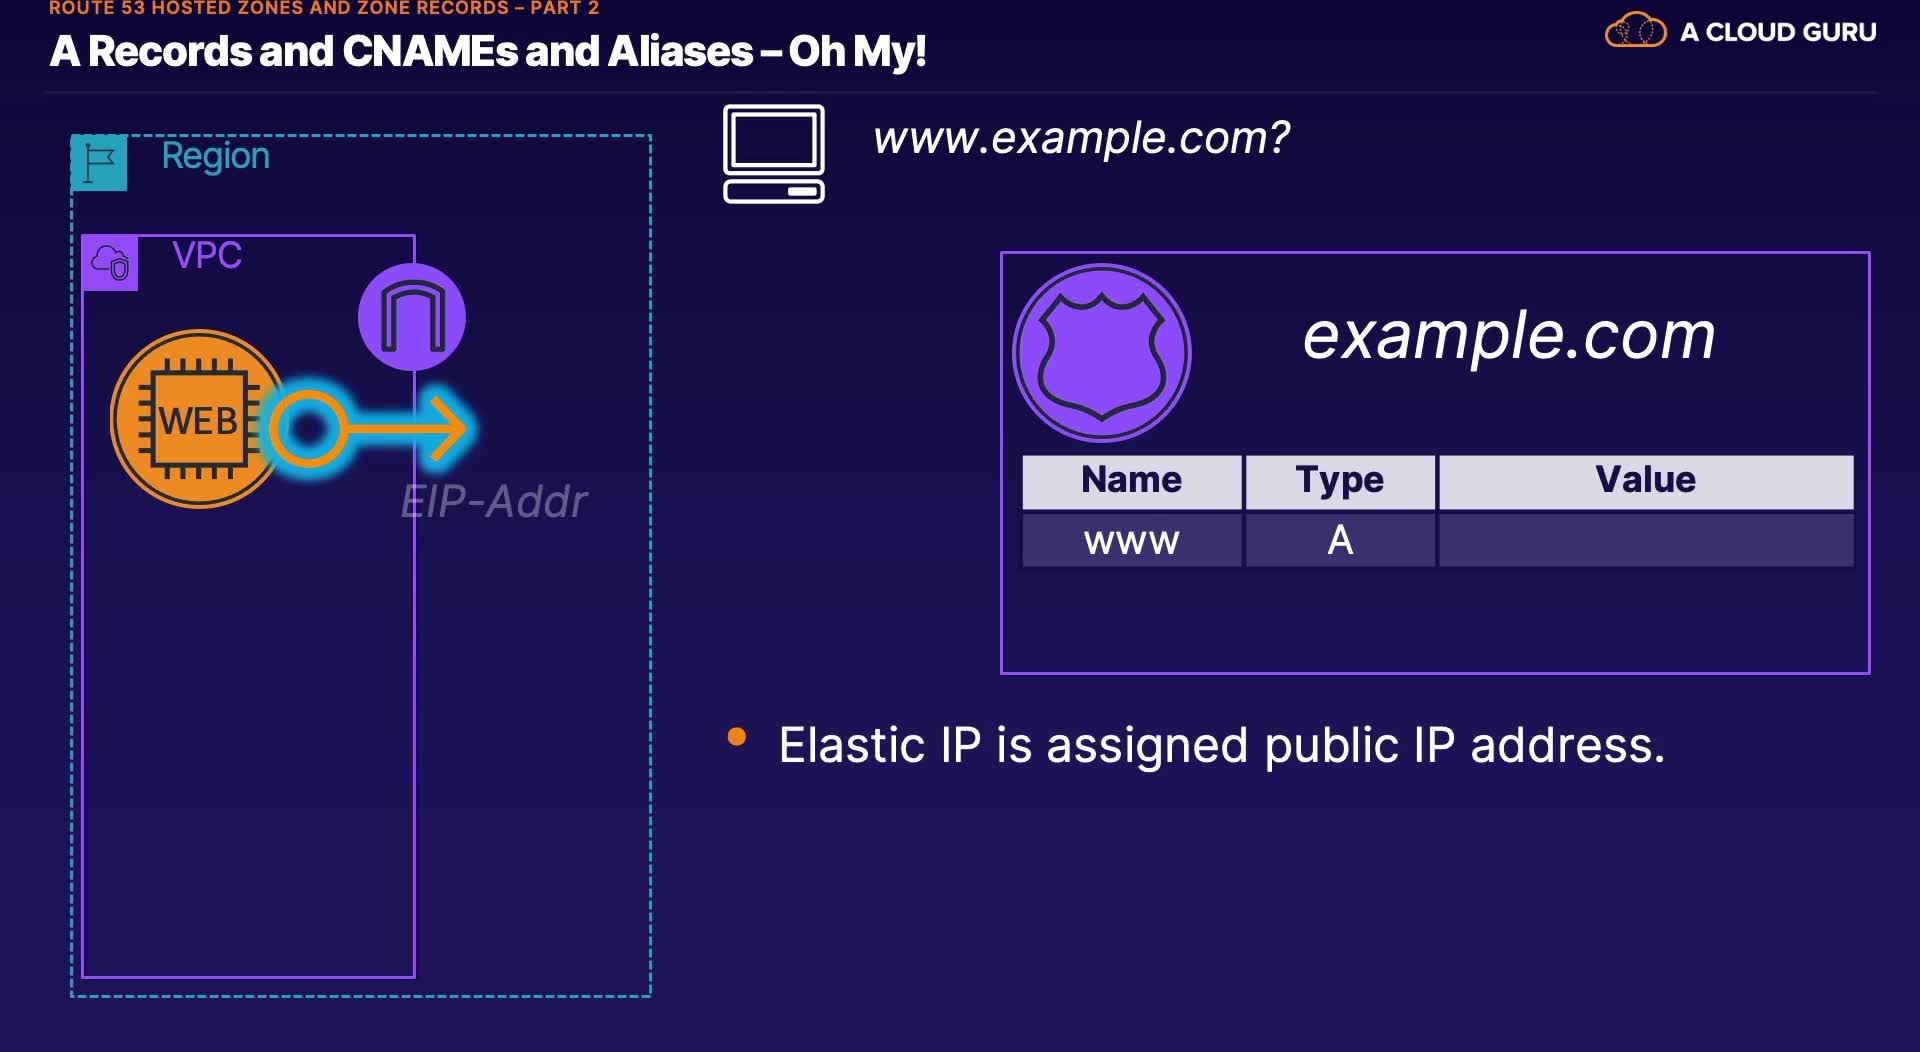 ROUTE 53 HOSTED ZONES AND ZONE RECORDS – PART 2
A Records and CNAMEs and Aliases – Oh My!
A CLOUD GURU
Region
www.example.com?
VPC
example.com
WEB
EIP-Addr
Name Type Value
www A
Elastic IP is assigned public IP address.